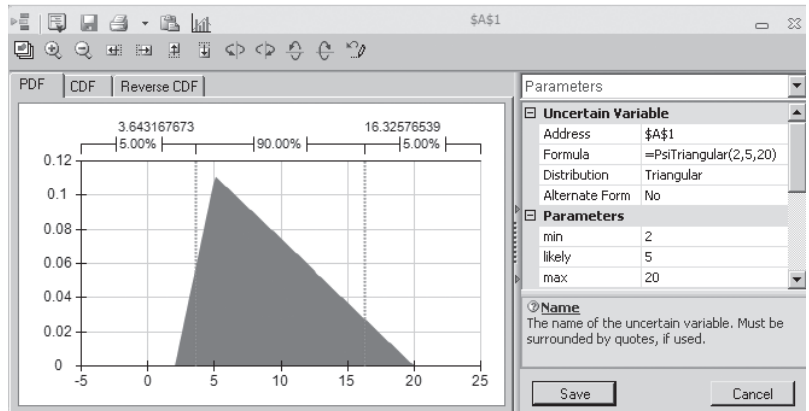 $A$1
PDF CDF Reverse CDF
3.643167673 16.32576539
5.00% 90.00% 5.00%
0.12
0.1
0.08
0.06
0.04
0.02
0
-5 0 5 10 15 20 25
Parameters
Uncertain Variable
Address $A$1
Formula =PsiTriangular(2,5,20)
Distribution Triangular
Alternate Form No
Parameters
min 2
likely 5
max 20
Name
The name of the uncertain variable. Must be
surrounded by quotes, if used.
Save Cancel